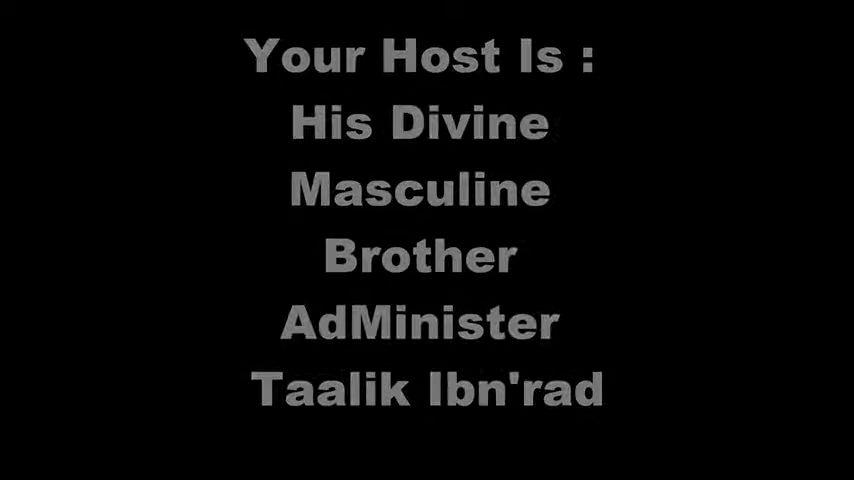 Your Host Is :
His Divine
Masculine
Brother
AdMinister
Taalik Ibn'rad